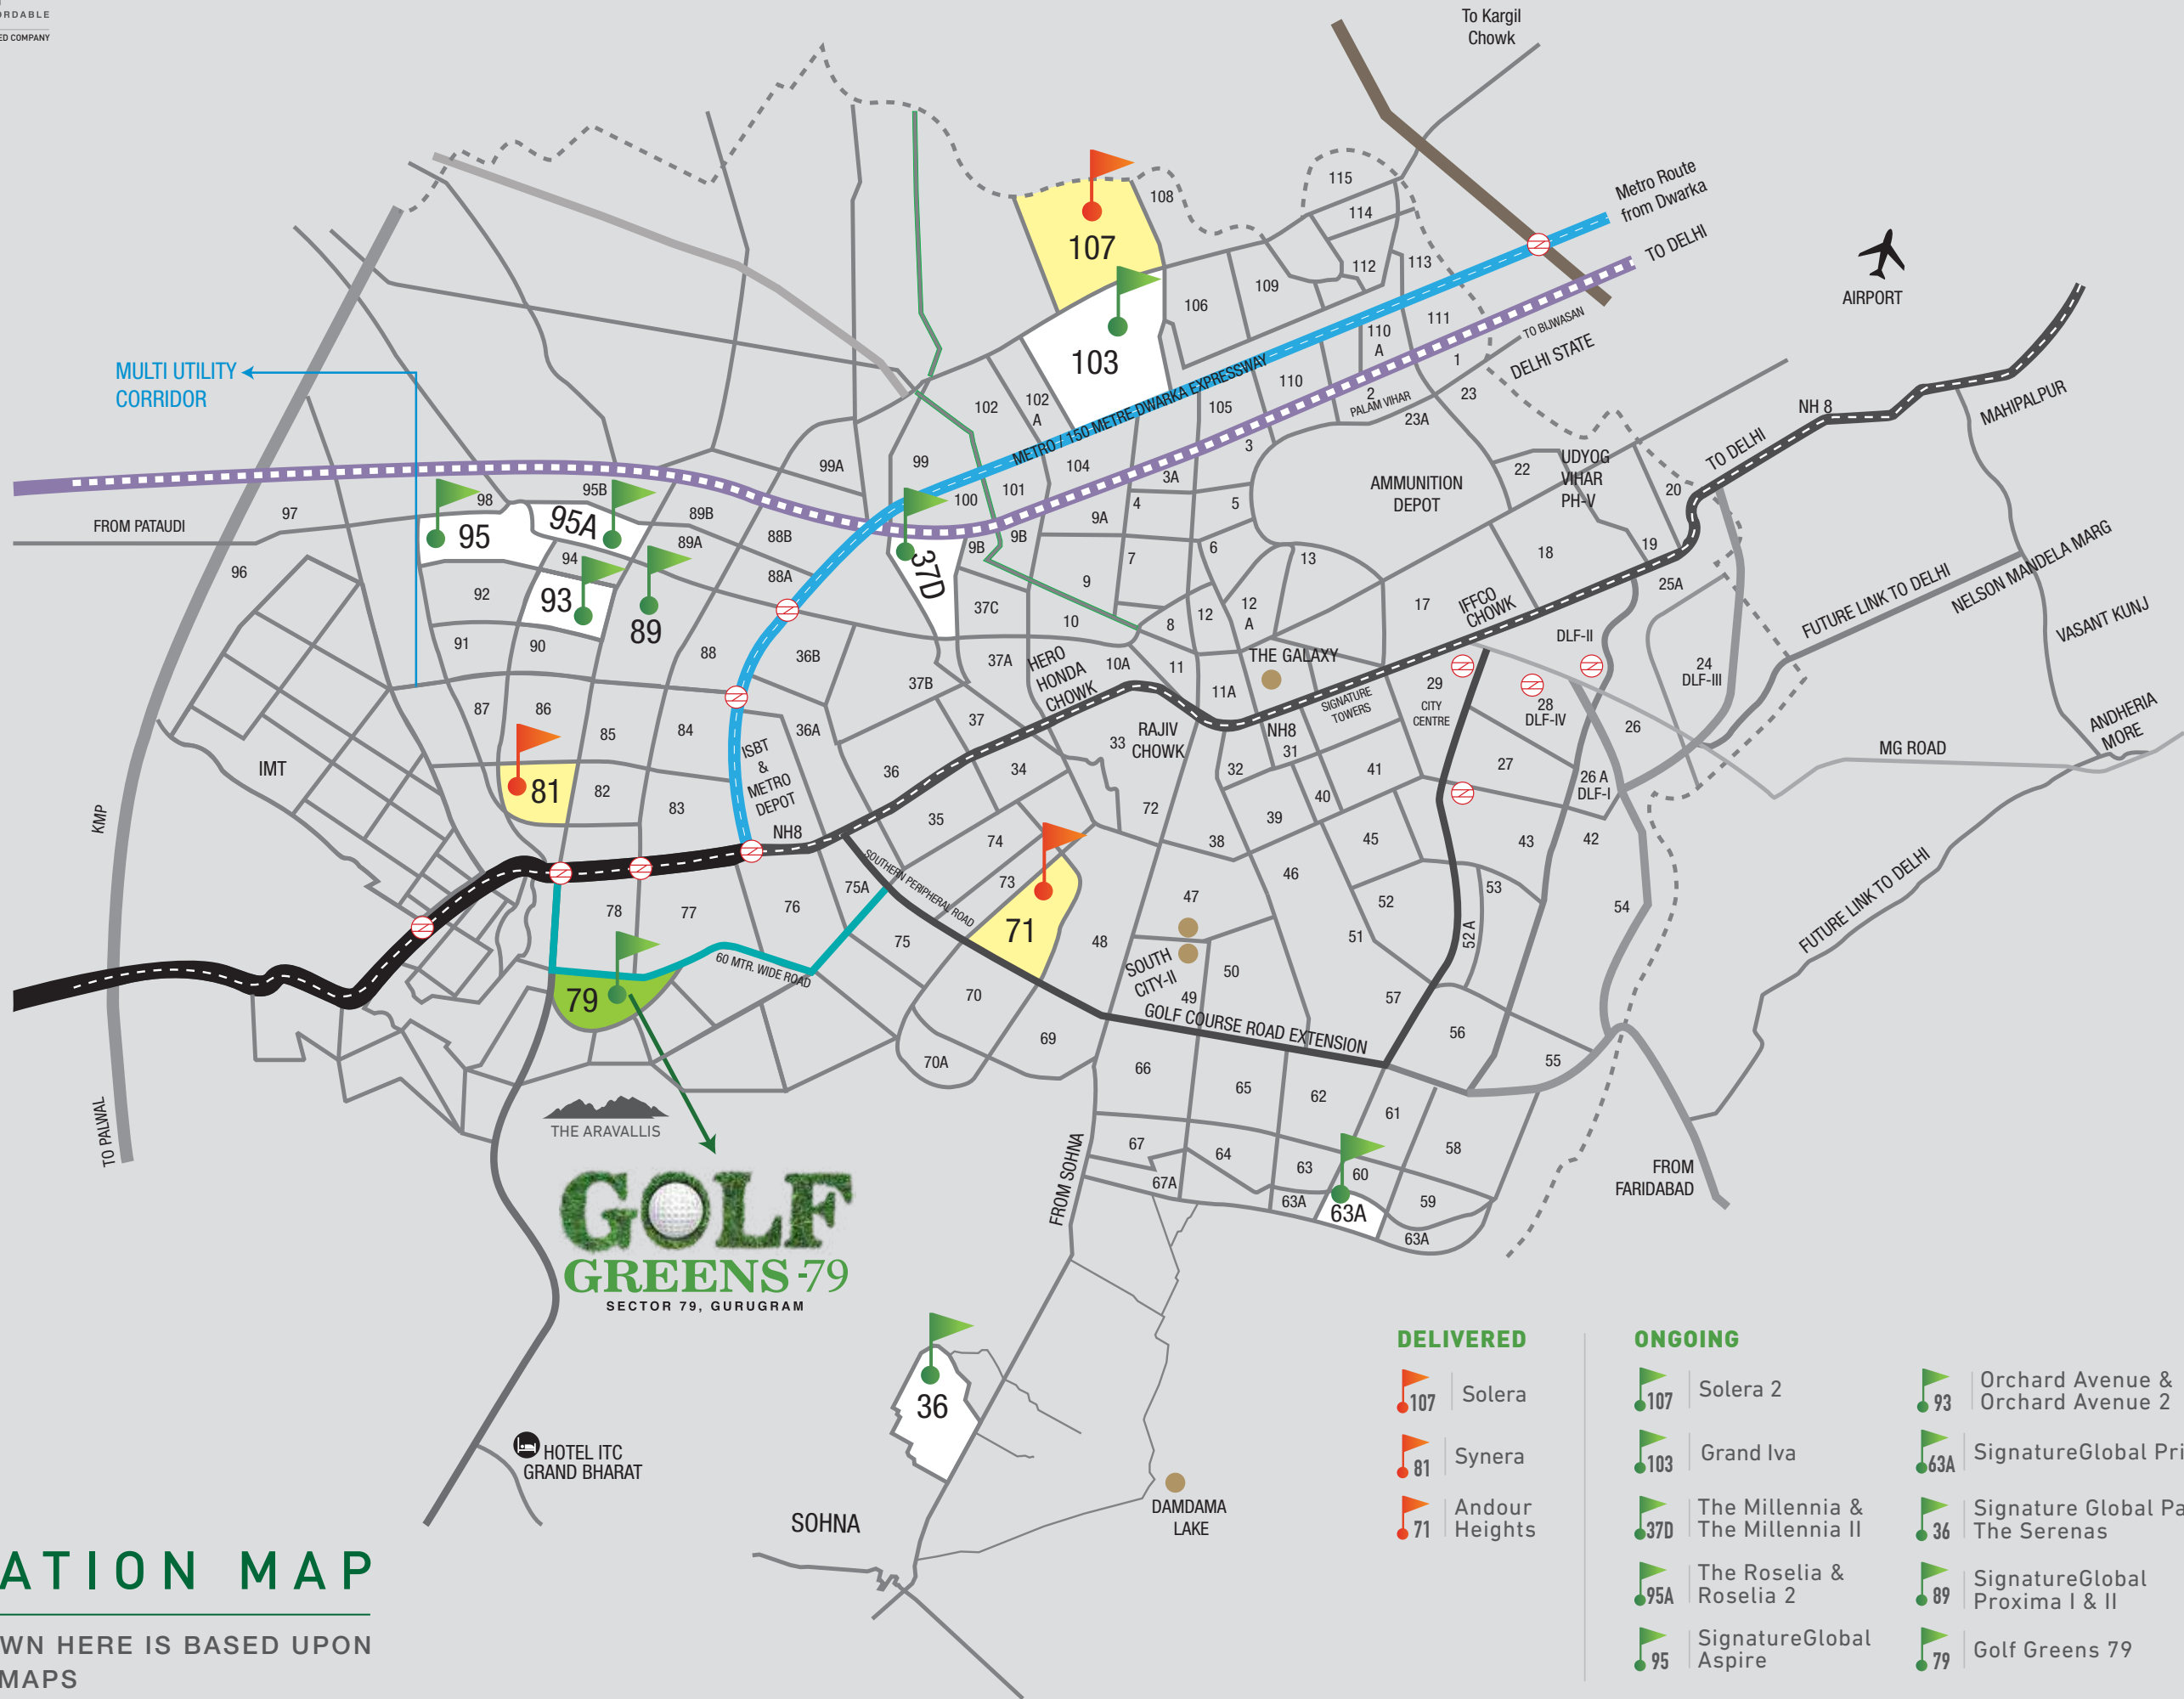 ORDABLE
ED COMPANY
To Kargil
Chowk
Metro Route
from Dwarka
TO DELHI
AIRPORT
115
108
114
107
112
113
109
106
111
110
A
TO BIJWASAN
DELHI STATE
1
103
MULTI UTILITY
CORRIDOR
METRO / 150 METRE DWARKA EXPRESSWAY
110
2
PALAM VIHAR
23
23A
102
102
A
105
NH 8
MAHIPALPUR
TO DELHI
3
99A
99
104
3A
AMMUNITION
DEPOT
22
UDYOG
VIHAR
PH-V
20
97
98
95B
100
101
4
5
FROM PATAUDI
95
95A
89B
88B
9A
89A
9B
9B
37D
6
7
13
18
19
96
94
92
93
88A
9
25A
FUTURE LINK TO DELHI
NELSON MANDELA MARG
VASANT KUNJ
89
37C
10
8
12
12
A
17
IFFCO
CHOWK
DLF-II
91
90
88
36B
37A
HERO
HONDA
CHOWK
10A
11
THE GALAXY
24
DLF-III
37B
11A
SIGNATURE
TOWERS
29
CITY
CENTRE
28
DLF-IV
26
ANDHERIA
MORE
87
86
85
84
36A
37
33
RAJIV
CHOWK
NH8
31
MG ROAD
ISBT
&
METRO
DEPOT
IMT
81
82
83
36
34
32
41
27
26 A
DLF-I
KMP
NH8
35
72
40
39
74
38
45
43
42
SOUTHERN PERIPHERAL ROAD
75A
73
47
46
52
53
54
FUTURE LINK TO DELHI
78
77
76
75
71
48
51
52 A
60 MTR. WIDE ROAD
SOUTH
CITY-II
50
49
79
70
57
GOLF COURSE ROAD EXTENSION
69
56
70A
66
65
62
55
61
THE ARAVALLIS
TO PALWAL
FROM SOHNA
67
64
63
60
58
67A
63A
63A
59
63A
FROM
FARIDABAD
GOLF
GREENS-79
SECTOR 79, GURUGRAM
36
HOTEL ITC
GRAND BHARAT
SOHNA
DAMDAMA
LAKE
DELIVERED
107 Solera
81 Synera
71 Andour
Heights
ONGOING
107 Solera 2
103 Grand Iva
37D The Millennia &
The Millennia II
95A The Roselia &
Roselia 2
95 SignatureGlobal
Aspire
93 Orchard Avenue &
Orchard Avenue 2
63A SignatureGlobal Pri
36 Signature Global Pa
The Serenas
89 SignatureGlobal
Proxima I & II
79 Golf Greens 79
ATION MAP
WN HERE IS BASED UPON
MAPS